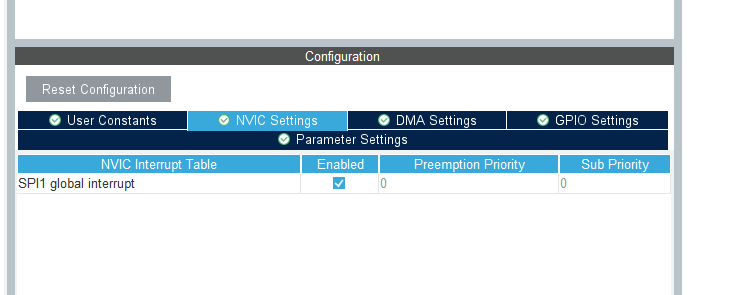 Configuration
Reset Configuration
User Constants NVIC Settings DMA Settings GPIO Settings
Parameter Settings
NVIC Interrupt Table Enabled Preemption Priority Sub Priority
SPI1 global interrupt 0 0